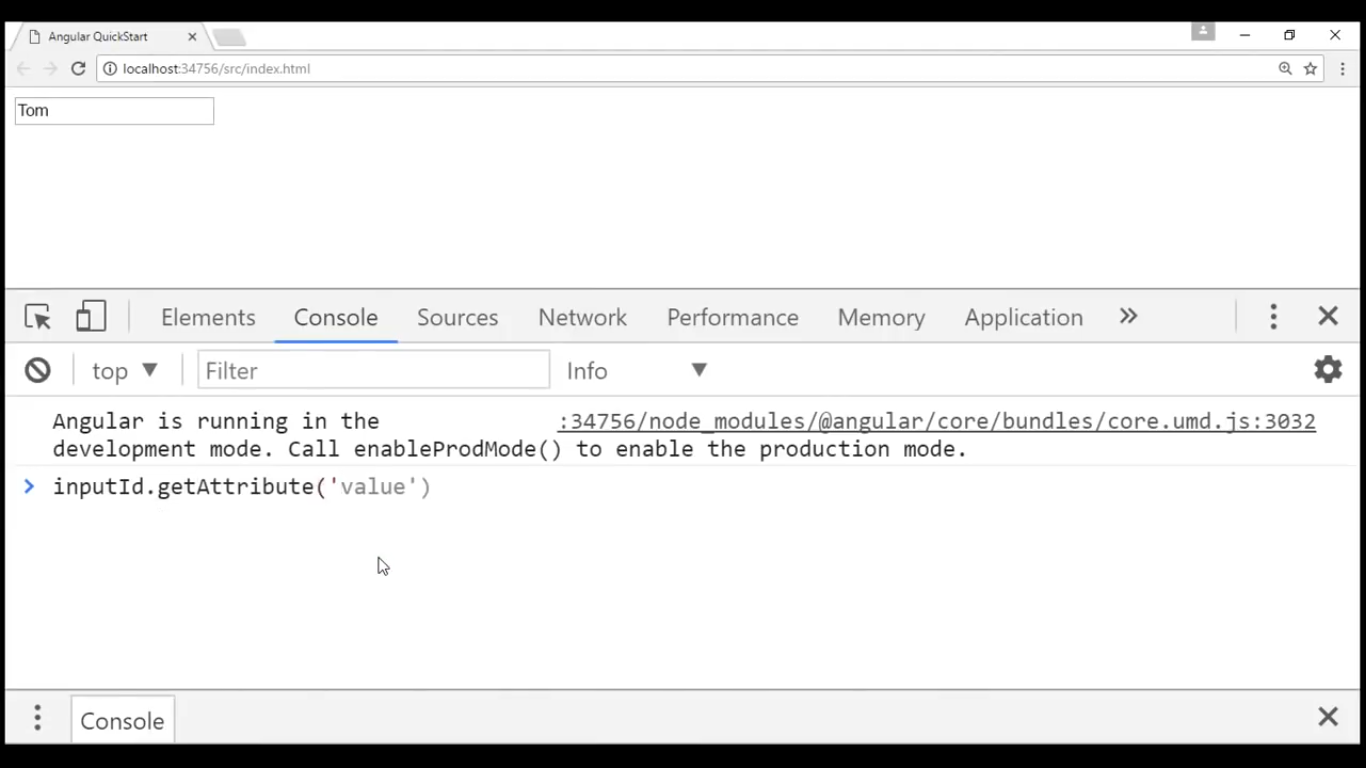 Angular QuickStart
localhost:34756/src/index.html
Tom
Elements Console Sources Network Performance Memory Application »
top Filter Info
Angular is running in the :34756/node_modules/@angular/core/bundles/core.umd.js:3032
development mode. Call enableProdMode() to enable the production mode.
> inputId.getAttribute('value')
Console